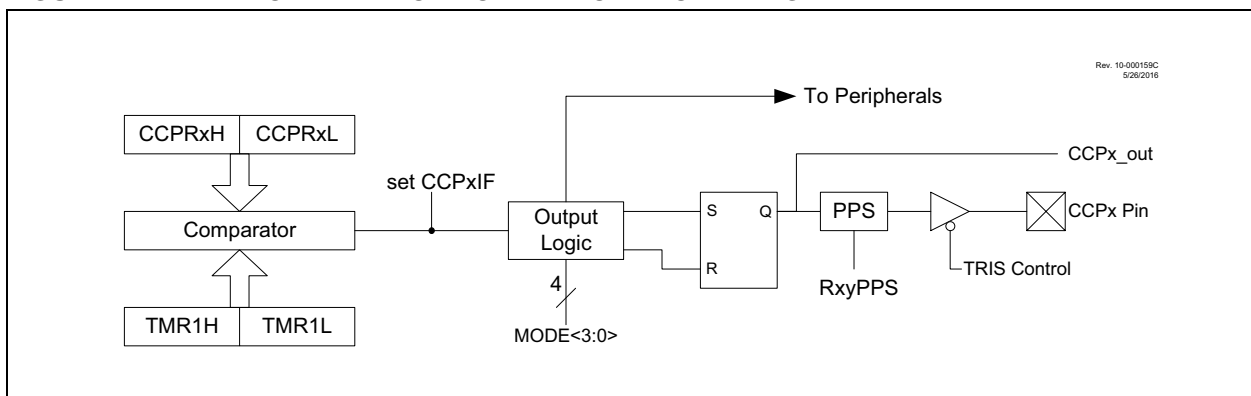 Rev. 10-000159C
5/26/2016
To Peripherals
CCPRxH CCPRxL
CCPx_out
set CCPxIF
Comparator
Output
Logic
S Q
R
PPS
CCPx Pin
TRIS Control
RxyPPS
4
TMR1H TMR1L
MODE<3:0>